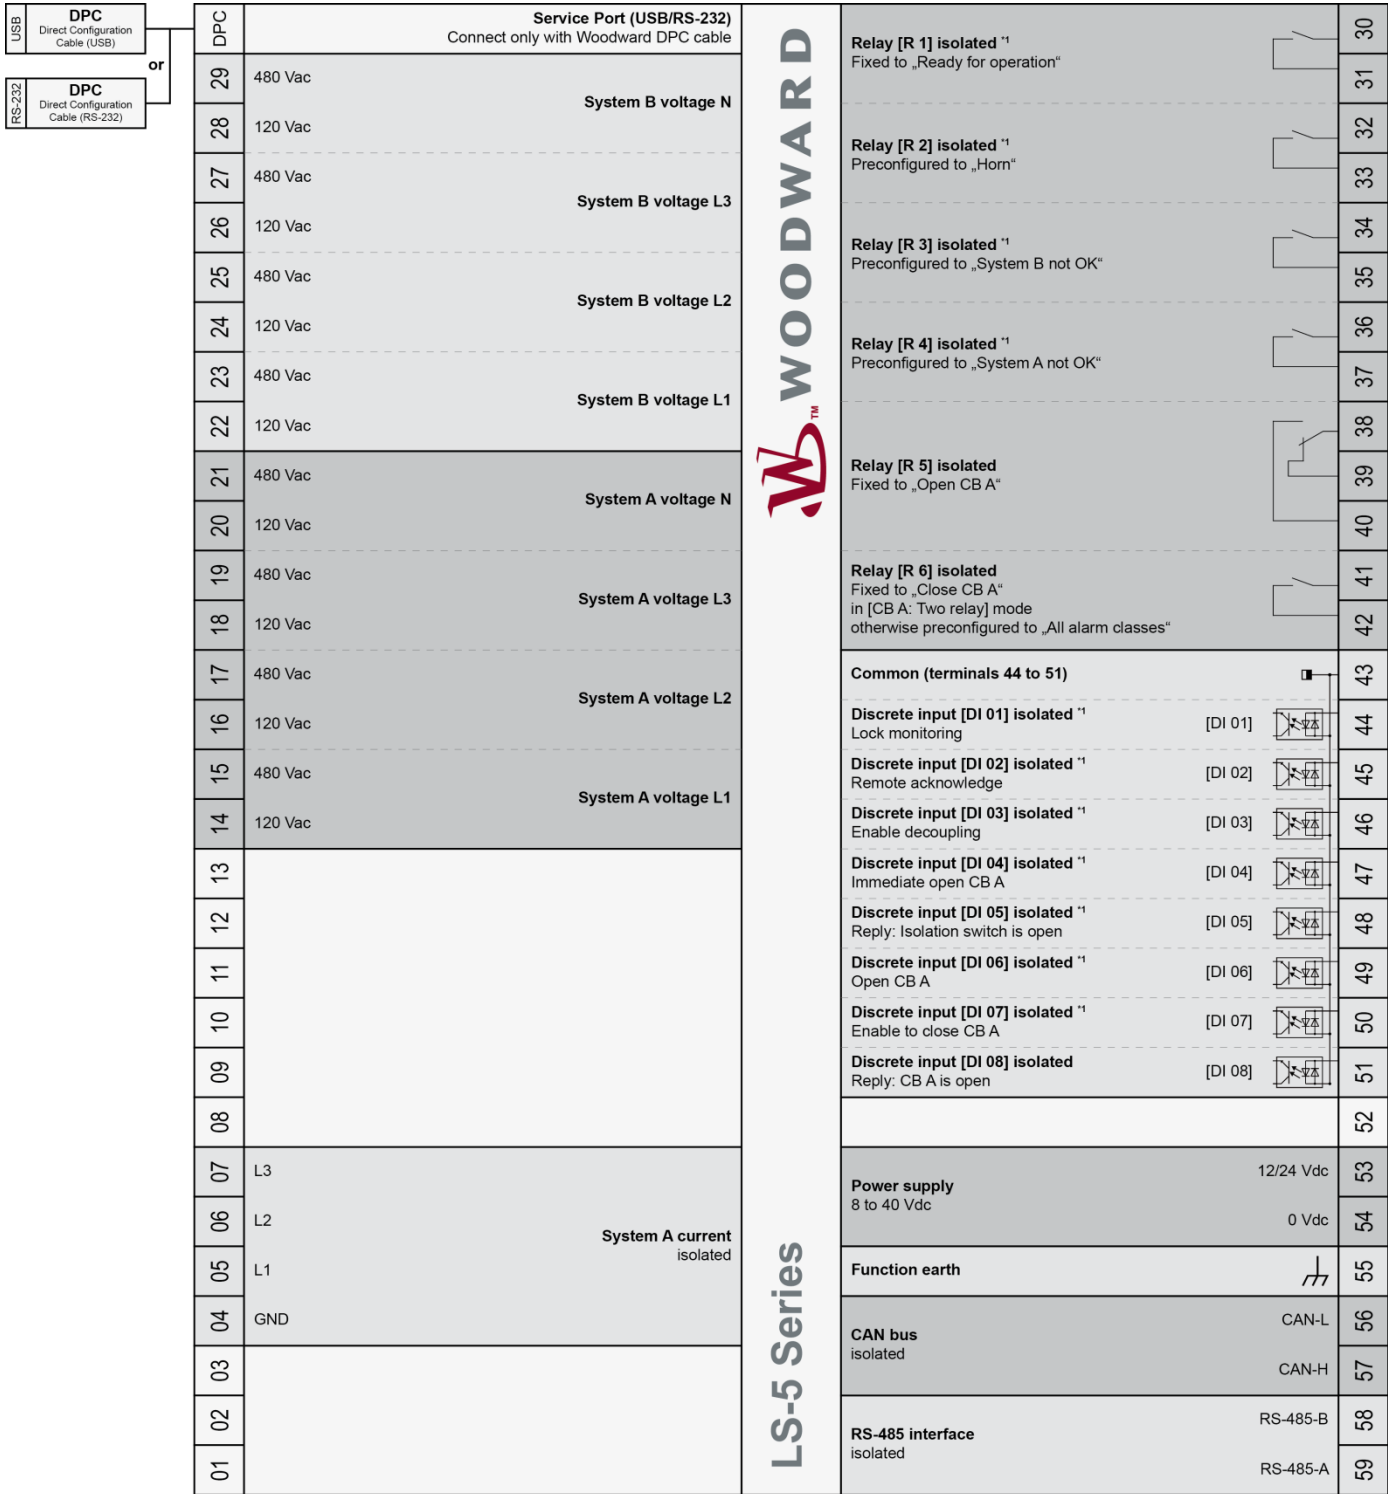 USB
DPC
Direct Configuration
Cable (USB)
or
RS-232
DPC
Direct Configuration
Cable (RS-232)
DPC
Service Port (USB/RS-232)
Connect only with Woodward DPC cable
29
480 Vac
System B voltage N
28
120 Vac
27
480 Vac
System B voltage L3
26
120 Vac
25
480 Vac
System B voltage L2
24
120 Vac
23
480 Vac
System B voltage L1
22
120 Vac
21
480 Vac
System A voltage N
20
120 Vac
19
480 Vac
System A voltage L3
18
120 Vac
17
480 Vac
System A voltage L2
16
120 Vac
15
480 Vac
System A voltage L1
14
120 Vac
13
12
11
10
09
08
07
L3
06
L2
System A current
isolated
05
L1
04
GND
03
02
01
WOODWARD
W
TM
LS-5 Series
Relay [R 1] isolated *1
Fixed to „Ready for operation“
30
31
Relay [R 2] isolated *1
Preconfigured to „Horn“
32
33
Relay [R 3] isolated *1
Preconfigured to „System B not OK“
34
35
Relay [R 4] isolated *1
Preconfigured to „System A not OK“
36
37
Relay [R 5] isolated
Fixed to „Open CB A“
38
39
40
Relay [R 6] isolated
Fixed to „Close CB A“
in [CB A: Two relay] mode
otherwise preconfigured to „All alarm classes“
41
42
Common (terminals 44 to 51)
43
Discrete input [DI 01] isolated *1
Lock monitoring
[DI 01]
44
Discrete input [DI 02] isolated *1
Remote acknowledge
[DI 02]
45
Discrete input [DI 03] isolated *1
Enable decoupling
[DI 03]
46
Discrete input [DI 04] isolated *1
Immediate open CB A
[DI 04]
47
Discrete input [DI 05] isolated *1
Reply: Isolation switch is open
[DI 05]
48
Discrete input [DI 06] isolated *1
Open CB A
[DI 06]
49
Discrete input [DI 07] isolated *1
Enable to close CB A
[DI 07]
50
Discrete input [DI 08] isolated
Reply: CB A is open
[DI 08]
51
52
Power supply
8 to 40 Vdc
12/24 Vdc
53
0 Vdc
54
Function earth
55
CAN bus
isolated
CAN-L
56
CAN-H
57
RS-485 interface
isolated
RS-485-B
58
RS-485-A
59